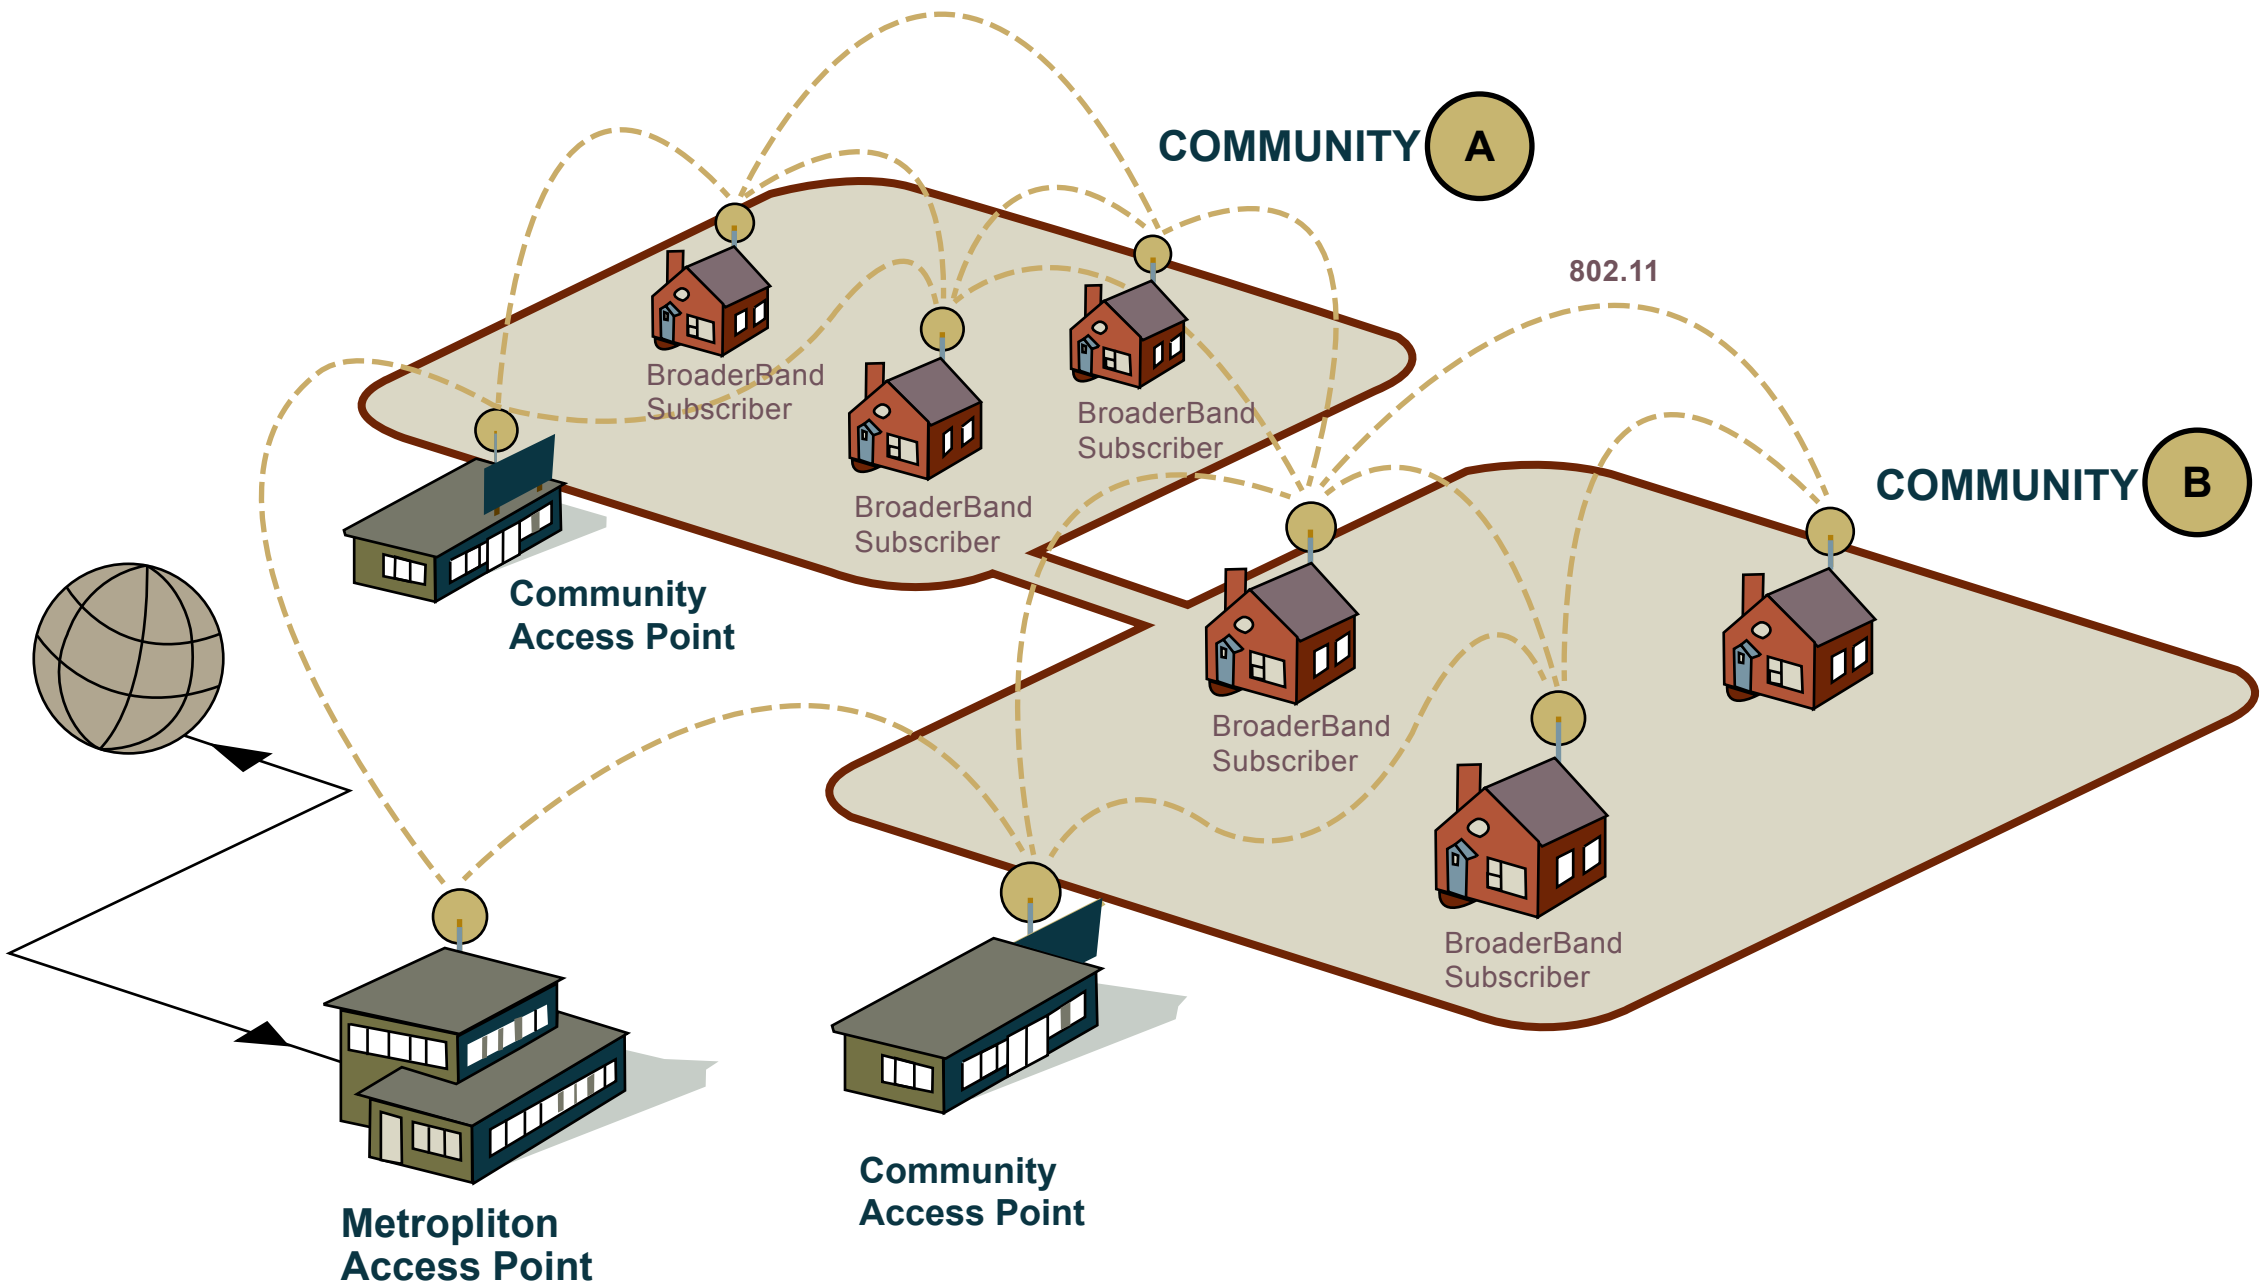 COMMUNITY A
802.11
BroaderBand
Subscriber
BroaderBand
Subscriber
BroaderBand
Subscriber
COMMUNITY B
Community
Access Point
BroaderBand
Subscriber
BroaderBand
Subscriber
Community
Access Point
Metropliton
Access Point